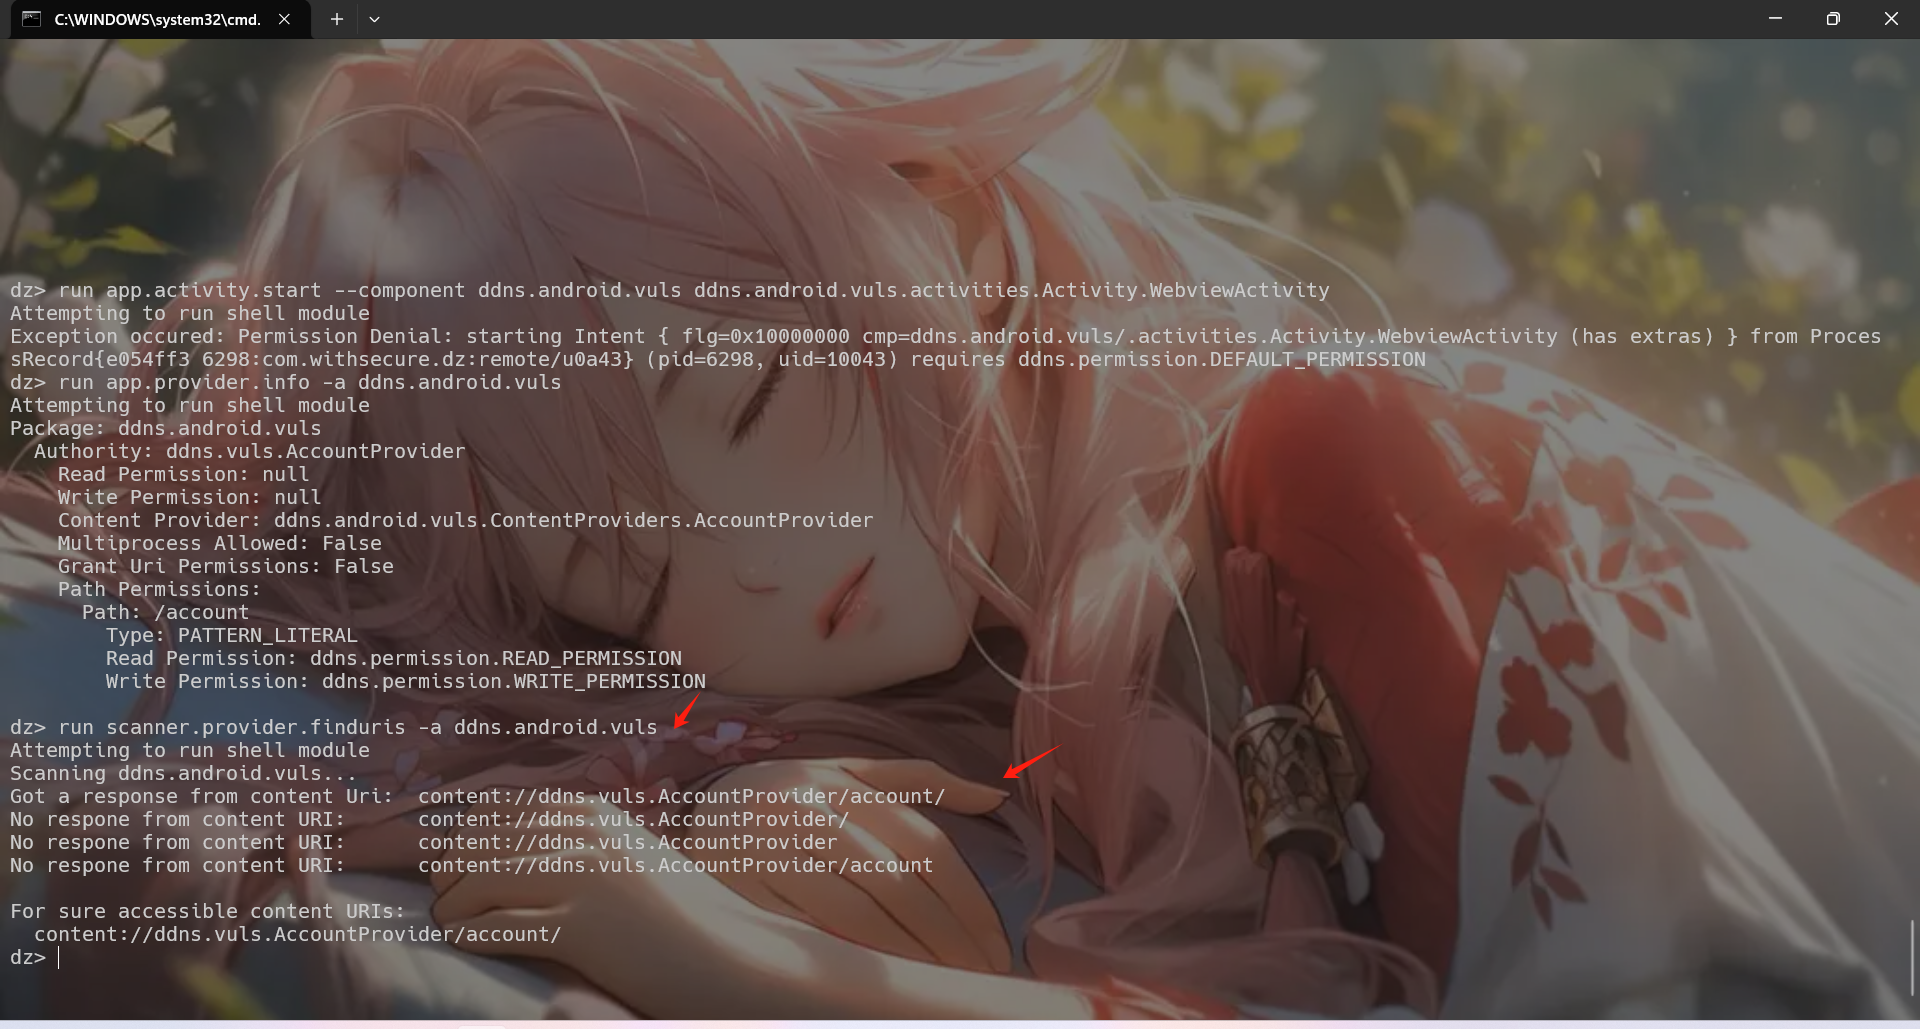 C:\WINDOWS\system32\cmd.
dz> run app.activity.start --component ddns.android.vuls ddns.android.vuls.activities.Activity.WebviewActivity
Attempting to run shell module
Exception occured: Permission Denial: starting Intent { flg=0x10000000 cmp=ddns.android.vuls/.activities.Activity.WebviewActivity (has extras) } from Proces
sRecord{e054ff3 6298:com.withsecure.dz:remote/u0a43} (pid=6298, uid=10043) requires ddns.permission.DEFAULT_PERMISSION
dz> run app.provider.info -a ddns.android.vuls
Attempting to run shell module
Package: ddns.android.vuls
  Authority: ddns.vuls.AccountProvider
    Read Permission: null
    Write Permission: null
    Content Provider: ddns.android.vuls.ContentProviders.AccountProvider
    Multiprocess Allowed: False
    Grant Uri Permissions: False
    Path Permissions:
      Path: /account
        Type: PATTERN_LITERAL
        Read Permission: ddns.permission.READ_PERMISSION
        Write Permission: ddns.permission.WRITE_PERMISSION
dz> run scanner.provider.finduris -a ddns.android.vuls
Attempting to run shell module
Scanning ddns.android.vuls...
Got a response from content Uri:  content://ddns.vuls.AccountProvider/account/
No respone from content URI:      content://ddns.vuls.AccountProvider/
No respone from content URI:      content://ddns.vuls.AccountProvider
No respone from content URI:      content://ddns.vuls.AccountProvider/account
For sure accessible content URIs:
  content://ddns.vuls.AccountProvider/account/
dz>